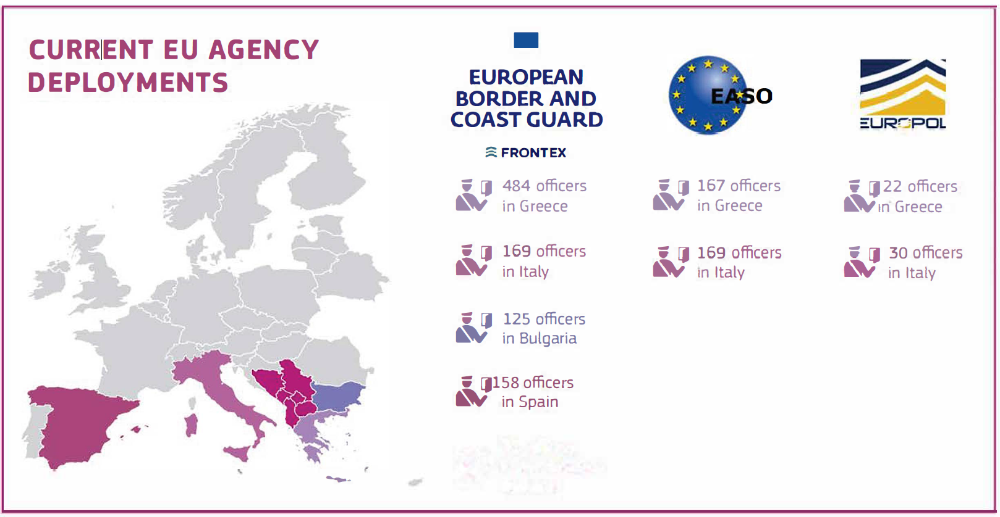 CURRENT EU AGENCY
DEPLOYMENTS
EUROPEAN
BORDER AND
COAST GUARD
FRONTEX
484 officers
in Greece
169 officers
in Italy
125 officers
in Bulgaria
158 officers
in Spain
EASO
167 officers
in Greece
169 officers
in Italy
EUROPOL
22 officers
in Greece
30 officers
in Italy